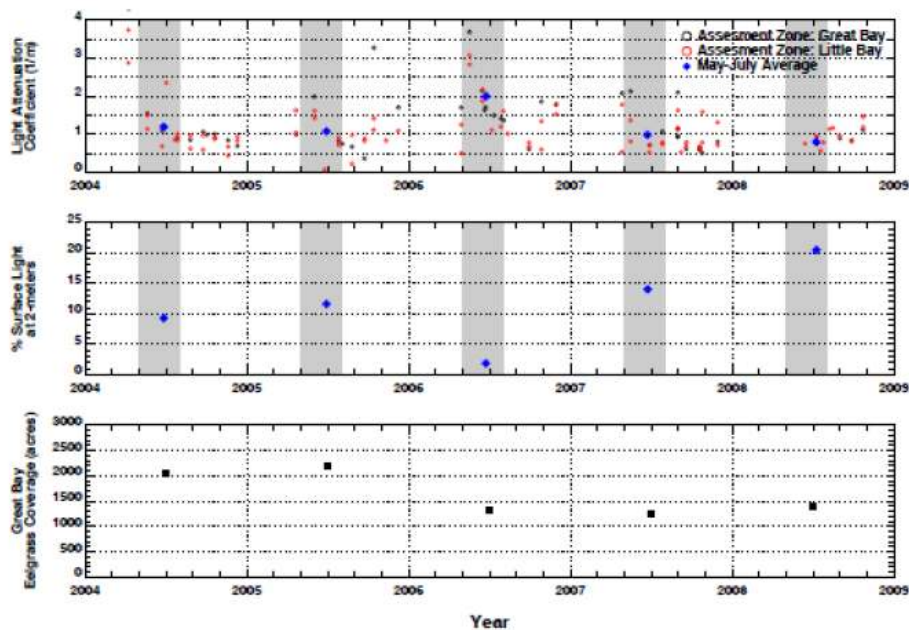 4
3
2
1
0
Light Attenuation
Coefficient (1/m)
Assesment Zone: Great Bay
Assesment Zone: Little Bay
May-July Average
2004 2005 2006 2007 2008 2009
25
20
15
10
5
0
% Surface Light
at 2-meters
2004 2005 2006 2007 2008 2009
3000
2500
2000
1500
1000
500
0
Great Bay
Eelgrass Coverage (acres)
2004 2005 2006 2007 2008 2009
Year